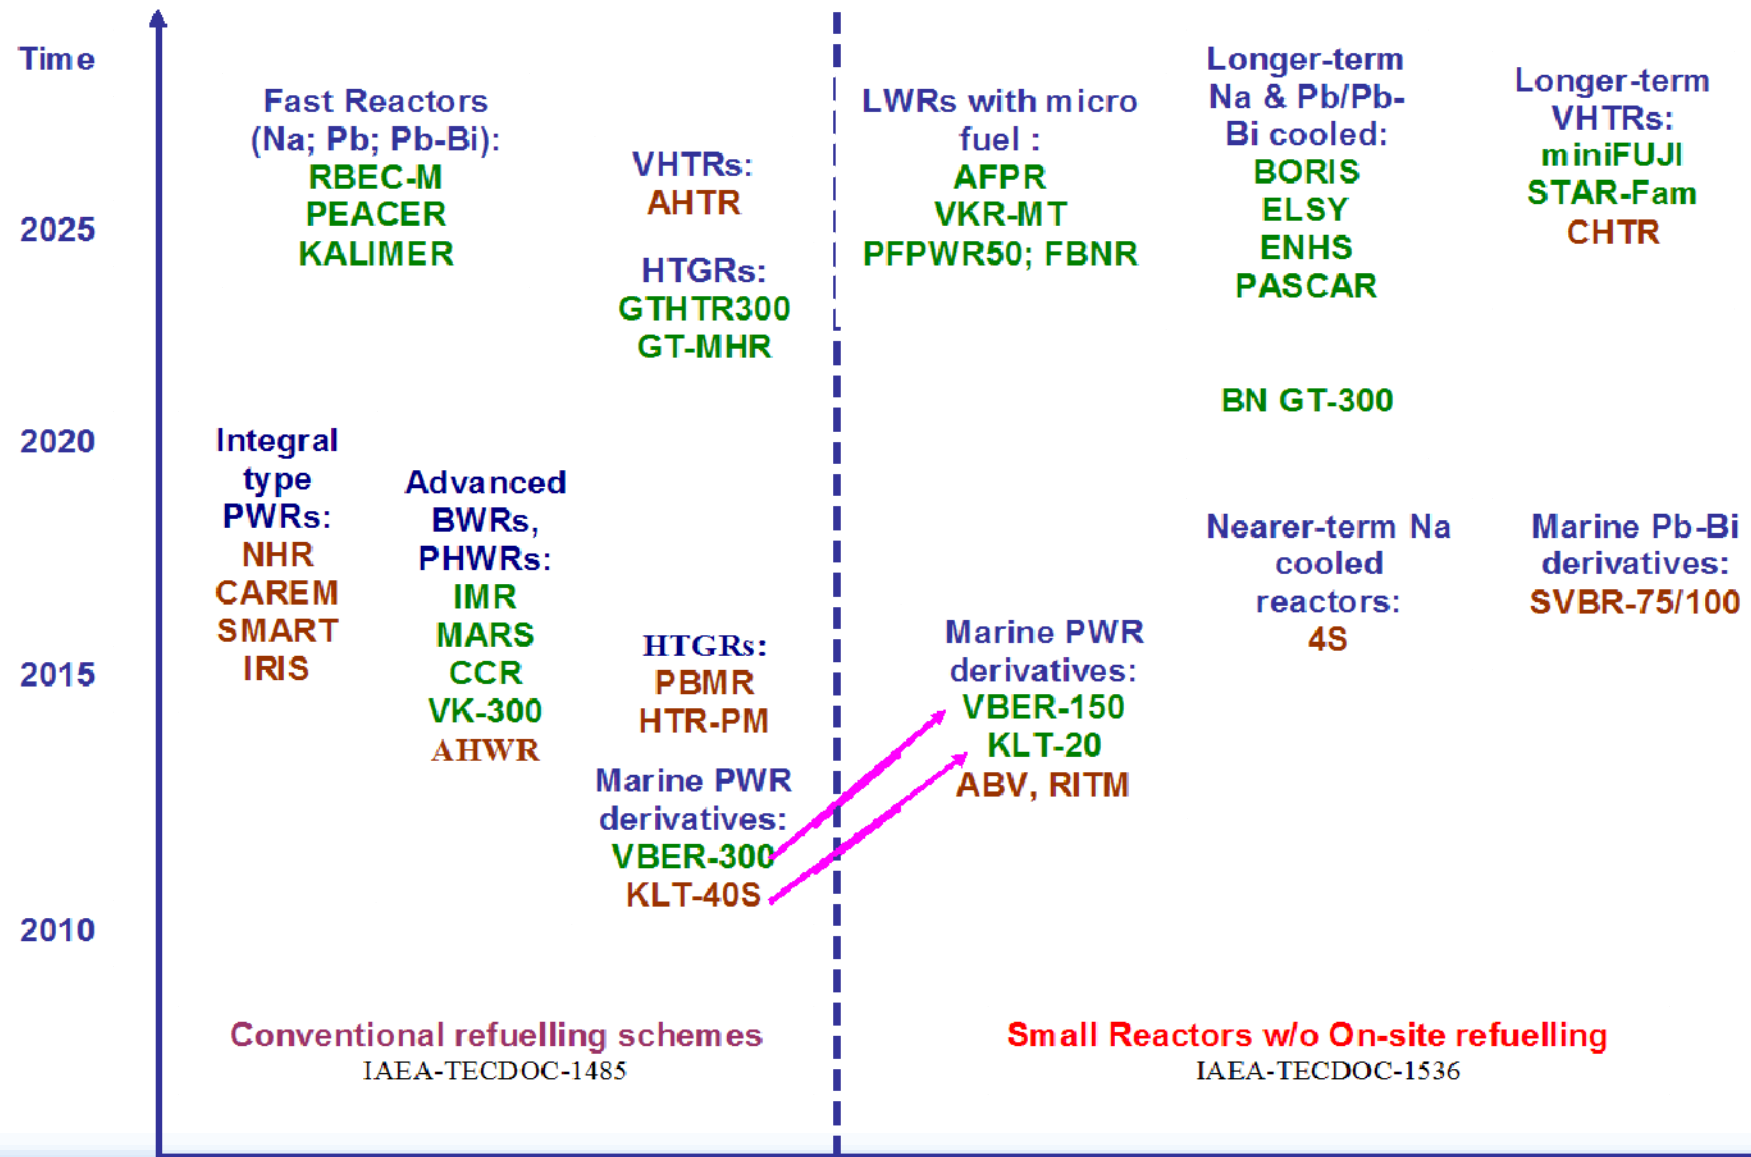 Time
2025
2020
2015
2010
Fast Reactors
(Na; Pb; Pb-Bi):
RBEC-M
PEACER
KALIMER
VHTRs:
AHTR
HTGRs:
GTHTR300
GT-MHR
Integral
type
PWRs:
NHR
CAREM
SMART
IRIS
Advanced
BWRs,
PHWRs:
IMR
MARS
CCR
VK-300
AHWR
HTGRs:
PBMR
HTR-PM
Marine PWR
derivatives:
VBER-300
KLT-40S
Conventional refuelling schemes
IAEA-TECDOC-1485
LWRs with micro
fuel :
AFPR
VKR-MT
PFPWR50; FBNR
Longer-term
Na & Pb/Pb-
Bi cooled:
BORIS
ELSY
ENHS
PASCAR
BN GT-300
Longer-term
VHTRs:
miniFUJI
STAR-Fam
CHTR
Marine PWR
derivatives:
VBER-150
KLT-20
ABV, RITM
Nearer-term Na
cooled
reactors:
4S
Marine Pb-Bi
derivatives:
SVBR-75/100
Small Reactors w/o On-site refuelling
IAEA-TECDOC-1536